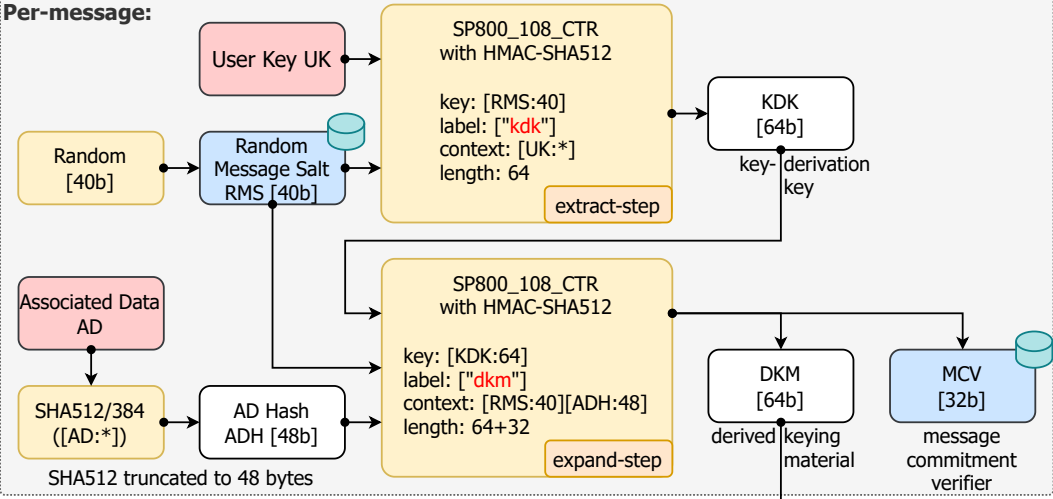 Per-message:
User Key UK
Random
[40b]
Random
Message Salt
RMS [40b]
SP800_108_CTR
with HMAC-SHA512
key: [RMS:40]
label: ["kdk"]
context: [UK:*]
length: 64
extract-step
KDK
[64b]
key-derivation
key
Associated Data
AD
SHA512/384
([AD:*])
AD Hash
ADH [48b]
SHA512 truncated to 48 bytes
SP800_108_CTR
with HMAC-SHA512
key: [KDK:64]
label: ["dkm"]
context: [RMS:40][ADH:48]
length: 64+32
expand-step
DKM
[64b]
derived keying
material
MCV
[32b]
message
commitment
verifier